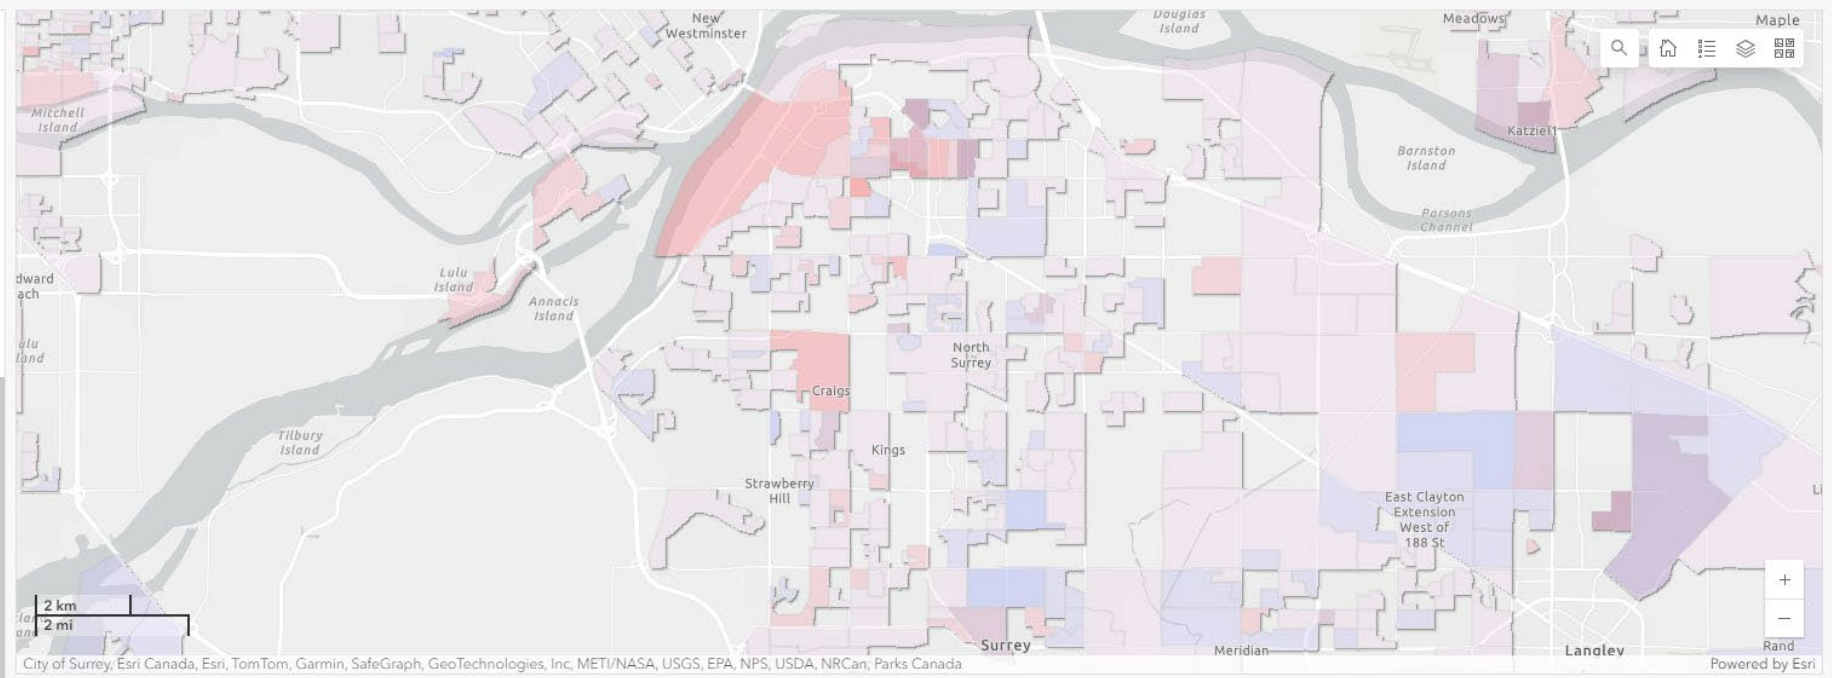 New
Westminster
Douglas
Island
Meadows
Maple
Mitchell
Island
Katzie
Barnston
Island
Parsons
Channel
dward
ach
Lulu
Island
Annacis
Island
ulu
land
North
Surrey
Craigs
Tilbury
Island
Kings
Strawberry
Hill
East Clayton
Extension
West of
188 St
Li
+
2 km
2 mi
−
Surrey
Meridian
Langley
Rand
City of Surrey, Esri Canada, Esri, TomTom, Garmin, SafeGraph, GeoTechnologies, Inc, METI/NASA, USGS, EPA, NPS, USDA, NRCan, Parks Canada
Powered by Esri